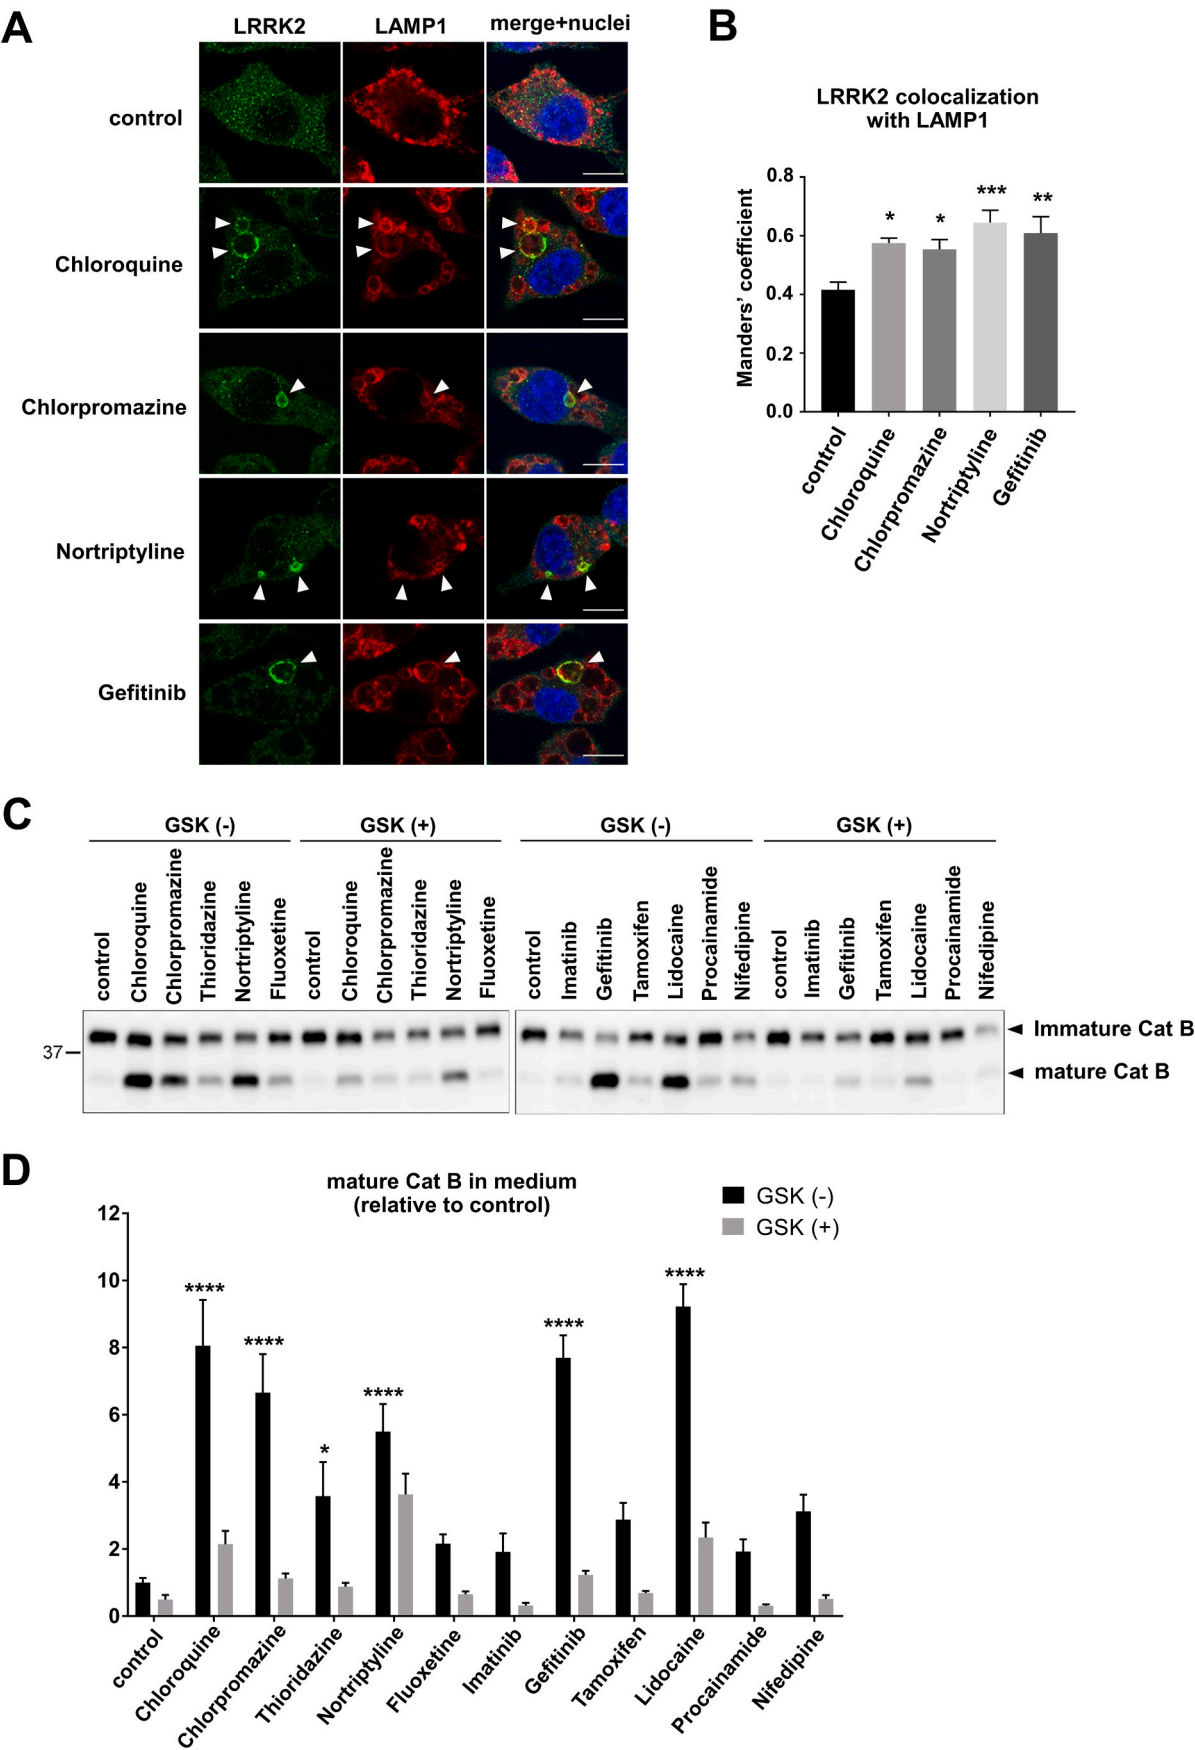 A
LRRK2 LAMP1 merge+nuclei
control
Chloroquine
Chlorpromazine
Nortriptyline
Gefitinib
B
LRRK2 colocalization
with LAMP1
Manders' coefficient
0.8
0.6
0.4
0.2
0.0
* * *** **
control Chloroquine Chlorpromazine Nortriptyline Gefitinib
C
GSK (-) GSK (+) GSK (-) GSK (+)
control Chloroquine Chlorpromazine Thioridazine Nortriptyline Fluoxetine control Chloroquine Chlorpromazine Thioridazine Nortriptyline Fluoxetine control Imatinib Gefitinib Tamoxifen Lidocaine Procainamide Nifedipine control Imatinib Gefitinib Tamoxifen Lidocaine Procainamide Nifedipine
37
Immature Cat B
mature Cat B
D
mature Cat B in medium
(relative to control)
GSK (-)
GSK (+)
12
10
8
6
4
2
0
**** **** * **** **** ****
control Chloroquine Chlorpromazine Thioridazine Nortriptyline Fluoxetine Imatinib Gefitinib Tamoxifen Lidocaine Procainamide Nifedipine